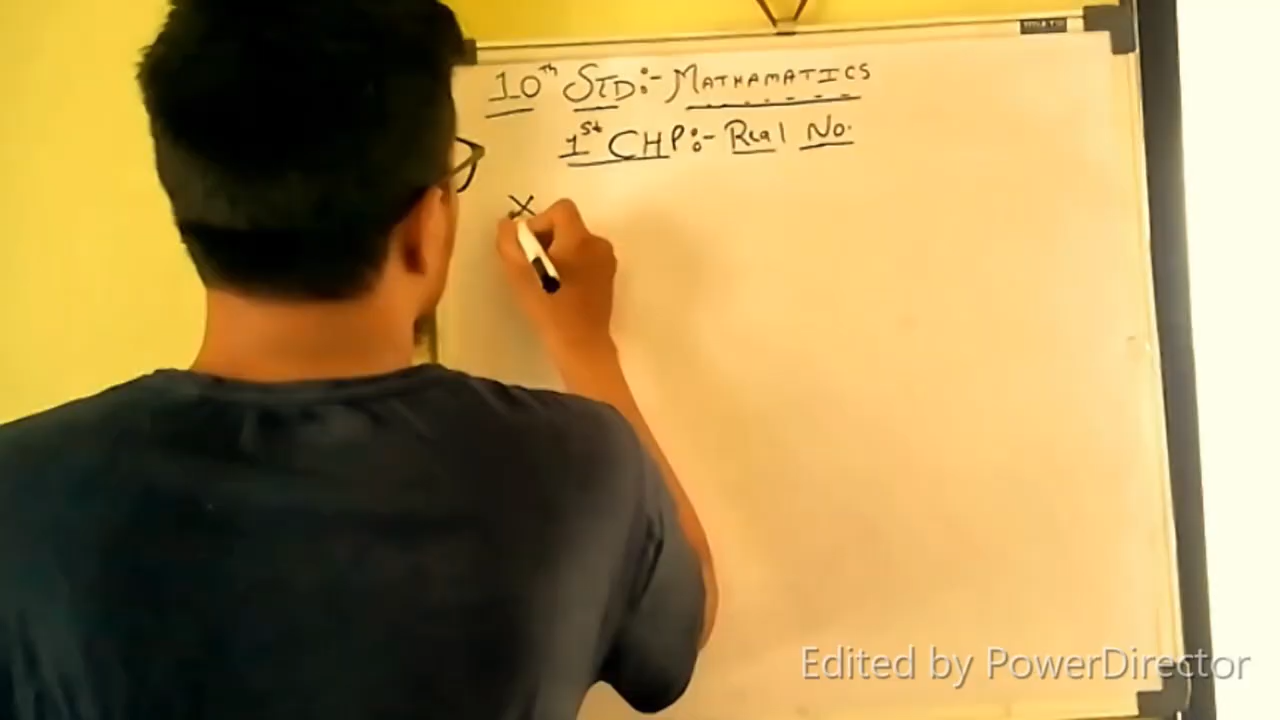 10th STD:- MATHAMATICS
1st CHP:- Real No.
X
Edited by PowerDirector